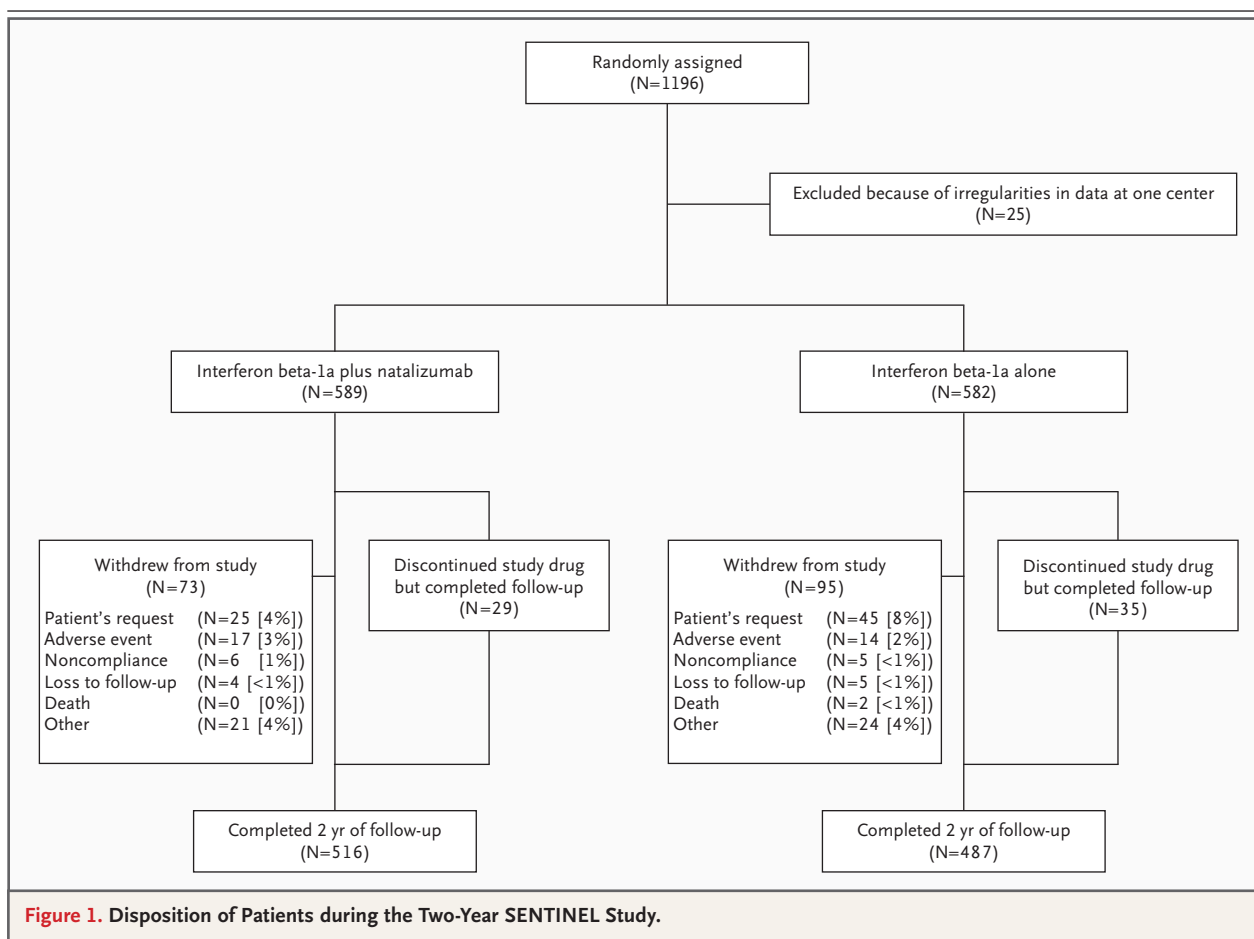 Randomly assigned
(N=1196)
Excluded because of irregularities in data at one center
(N=25)
Interferon beta-1a plus natalizumab
(N=589)
Interferon beta-1a alone
(N=582)
Withdrew from study
(N=73)
Patient's request (N=25 [4%])
Adverse event (N=17 [3%])
Noncompliance (N=6 [1%])
Loss to follow-up (N=4 [<1%])
Death (N=0 [0%])
Other (N=21 [4%])
Discontinued study drug
but completed follow-up
(N=29)
Withdrew from study
(N=95)
Patient's request (N=45 [8%])
Adverse event (N=14 [2%])
Noncompliance (N=5 [<1%])
Loss to follow-up (N=5 [<1%])
Death (N=2 [<1%])
Other (N=24 [4%])
Discontinued study drug
but completed follow-up
(N=35)
Completed 2 yr of follow-up
(N=516)
Completed 2 yr of follow-up
(N=487)
Figure 1. Disposition of Patients during the Two-Year SENTINEL Study.